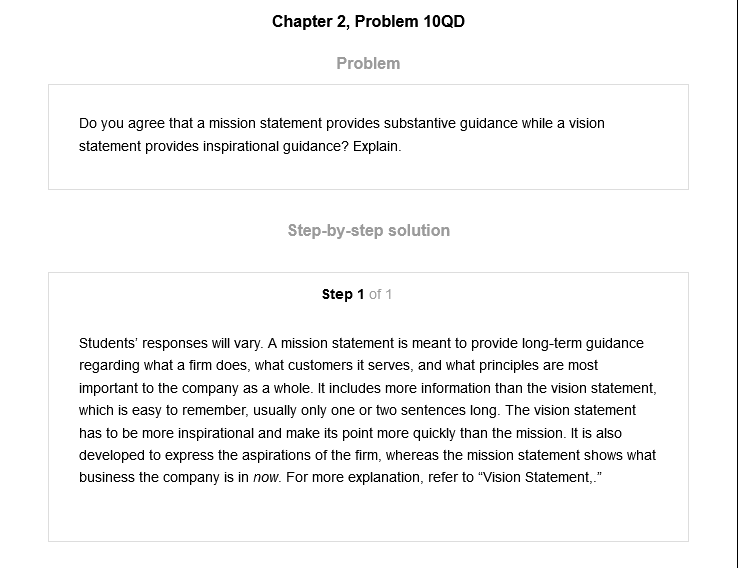 Chapter 2, Problem 10QD
Problem
Do you agree that a mission statement provides substantive guidance while a vision
statement provides inspirational guidance? Explain.
Step-by-step solution
Step 1 of 1
Students’ responses will vary. A mission statement is meant to provide long-term guidance
regarding what a firm does, what customers it serves, and what principles are most
important to the company as a whole. It includes more information than the vision statement,
which is easy to remember, usually only one or two sentences long. The vision statement
has to be more inspirational and make its point more quickly than the mission. It is also
developed to express the aspirations of the firm, whereas the mission statement shows what
business the company is in now. For more explanation, refer to “Vision Statement,.”